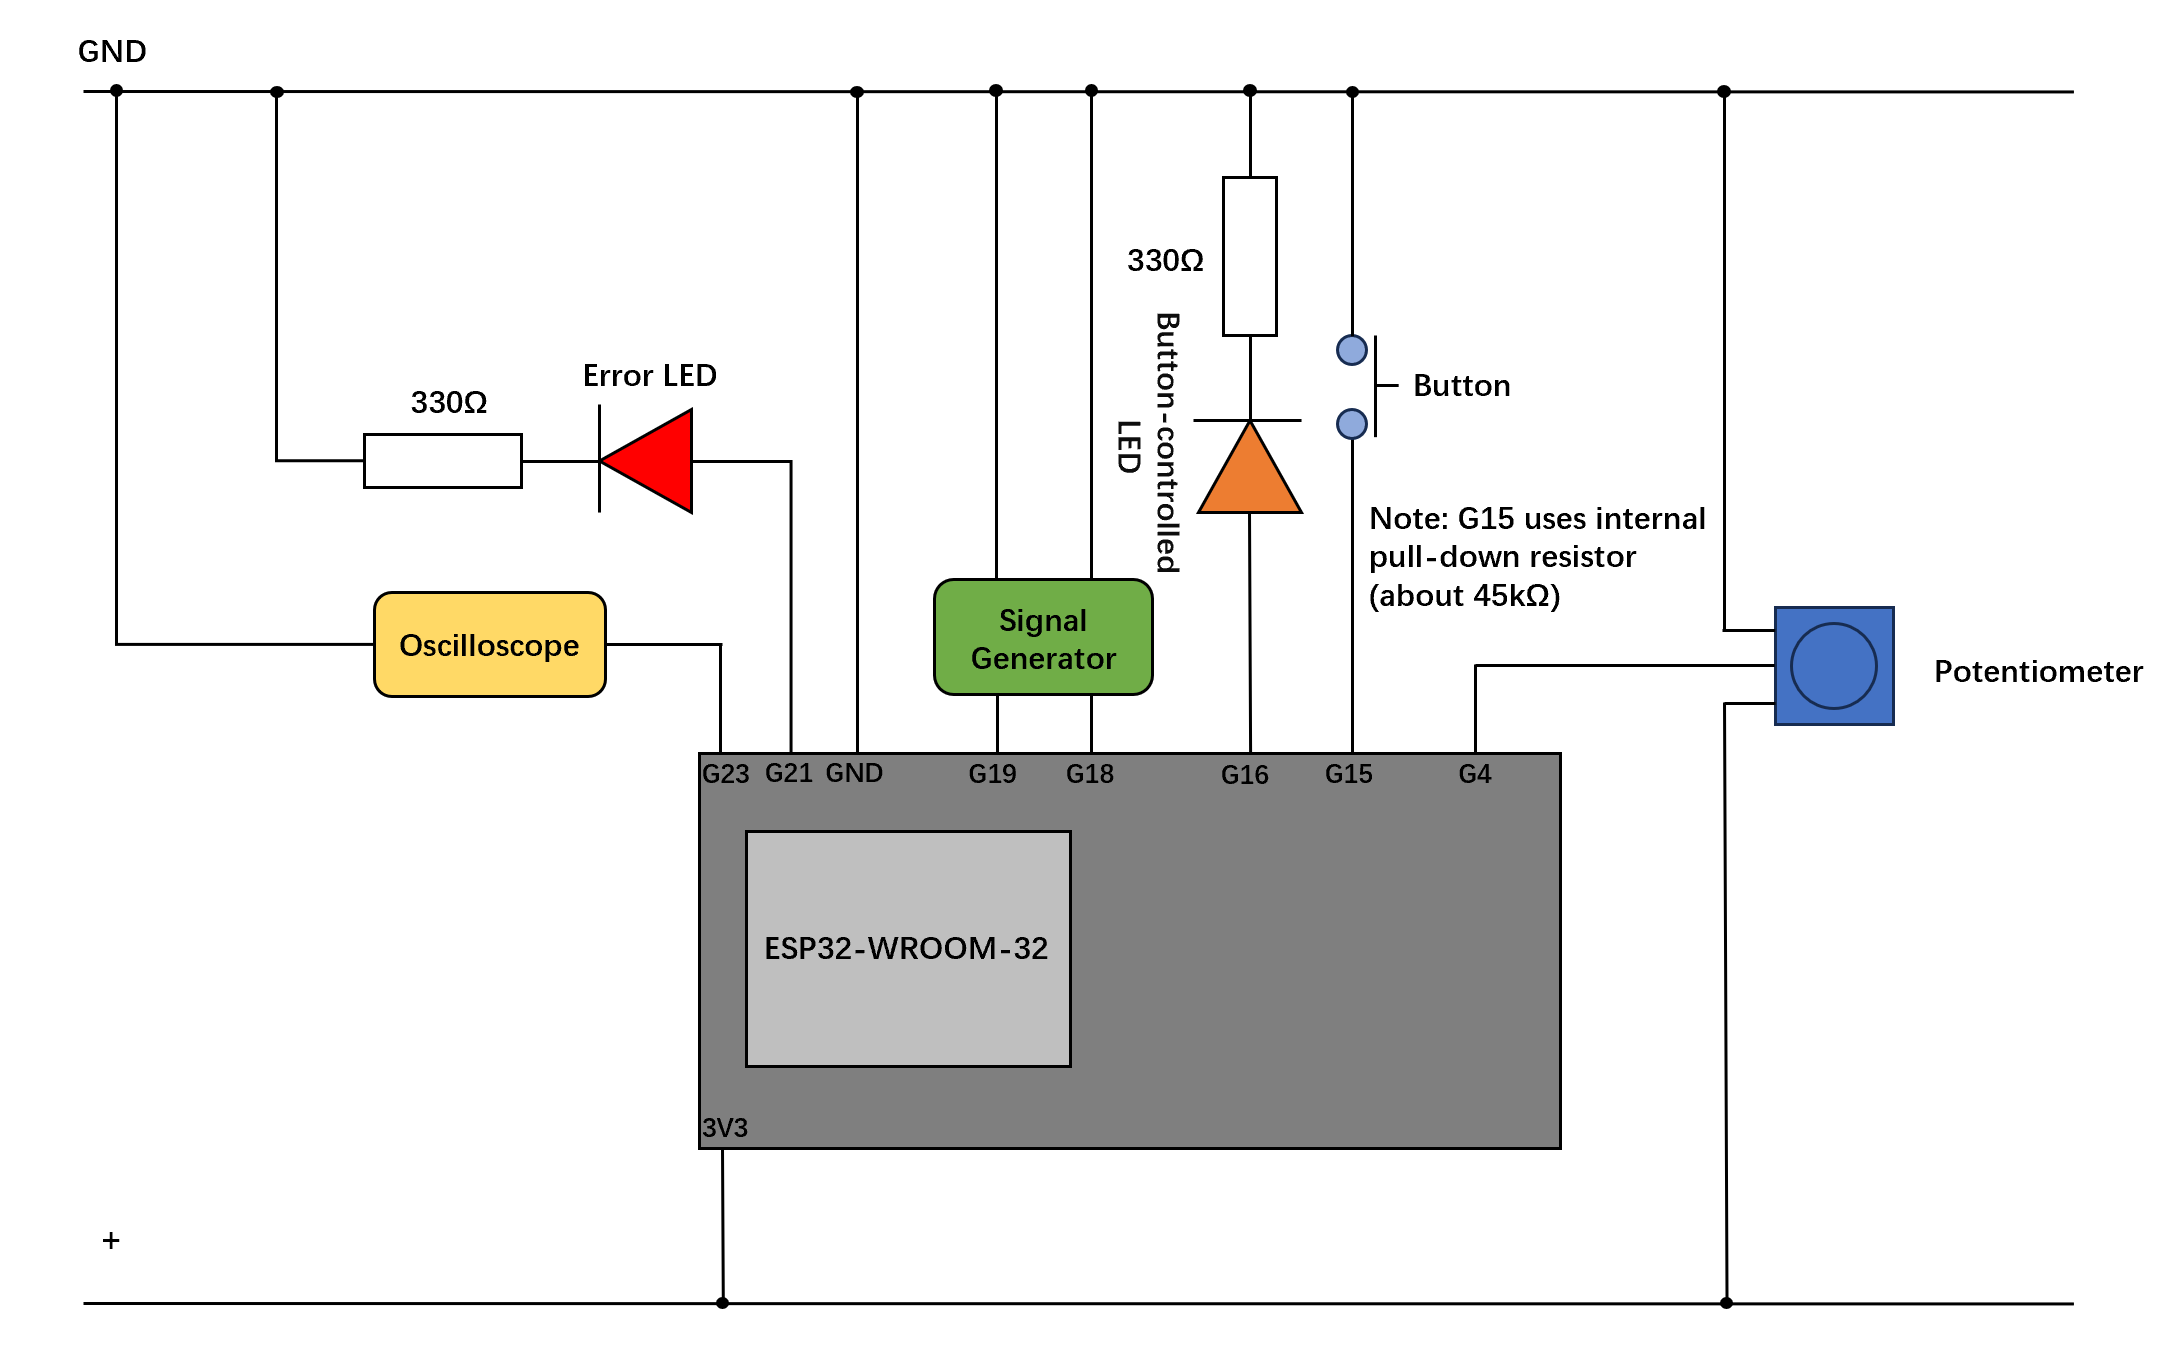 GND
330Ω
Button-controlled
LED
Error LED
330Ω
Button
Note: G15 uses internal
pull-down resistor
(about 45kΩ)
Oscilloscope
Signal
Generator
Potentiometer
G23 G21 GND G19 G18 G16 G15 G4
ESP32-WROOM-32
3V3
+